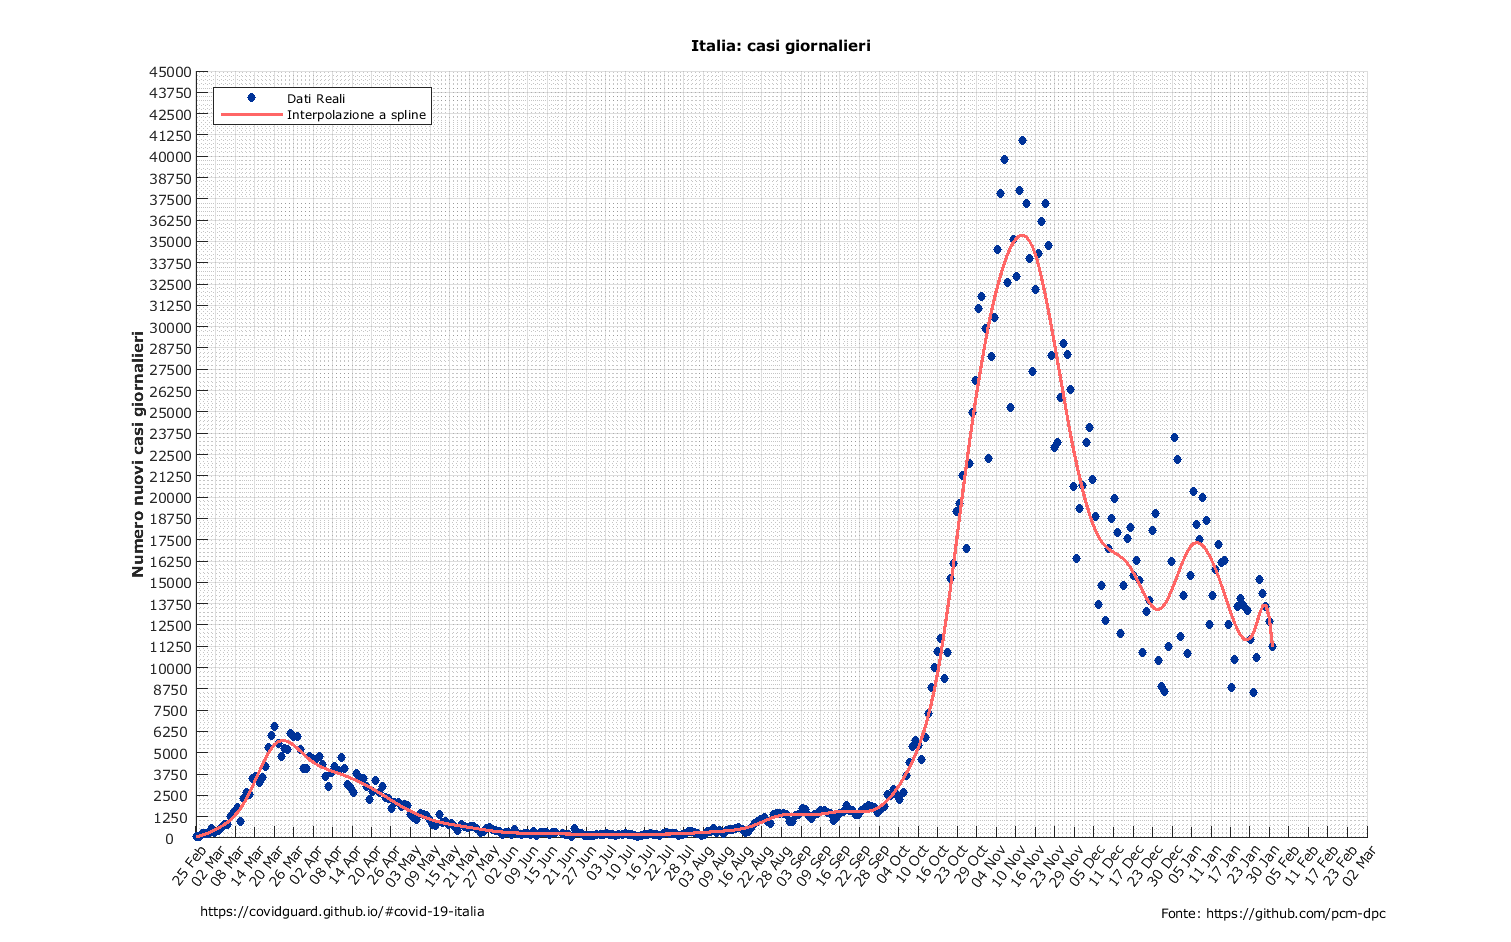 Italia: casi giornalieri
45000
43750
42500
41250
40000
38750
37500
36250
35000
33750
32500
31250
30000
28750
27500
26250
25000
23750
22500
21250
20000
18750
17500
16250
15000
13750
12500
11250
10000
8750
7500
6250
5000
3750
2500
1250
0
Numero nuovi casi giornalieri
Dati Reali
Interpolazione a spline
25 Feb
02 Mar
08 Mar
14 Mar
20 Mar
26 Mar
02 Apr
08 Apr
14 Apr
20 Apr
26 Apr
03 May
09 May
15 May
21 May
27 May
02 Jun
09 Jun
15 Jun
21 Jun
27 Jun
03 Jul
10 Jul
16 Jul
22 Jul
28 Jul
03 Aug
09 Aug
16 Aug
22 Aug
28 Aug
03 Sep
09 Sep
16 Sep
22 Sep
28 Sep
04 Oct
10 Oct
16 Oct
23 Oct
29 Oct
04 Nov
10 Nov
16 Nov
23 Nov
29 Nov
05 Dec
11 Dec
17 Dec
23 Dec
30 Dec
05 Jan
11 Jan
17 Jan
23 Jan
30 Jan
05 Feb
11 Feb
17 Feb
23 Feb
02 Mar
https://covidguard.github.io/#covid-19-italia
Fonte: https://github.com/pcm-dpc